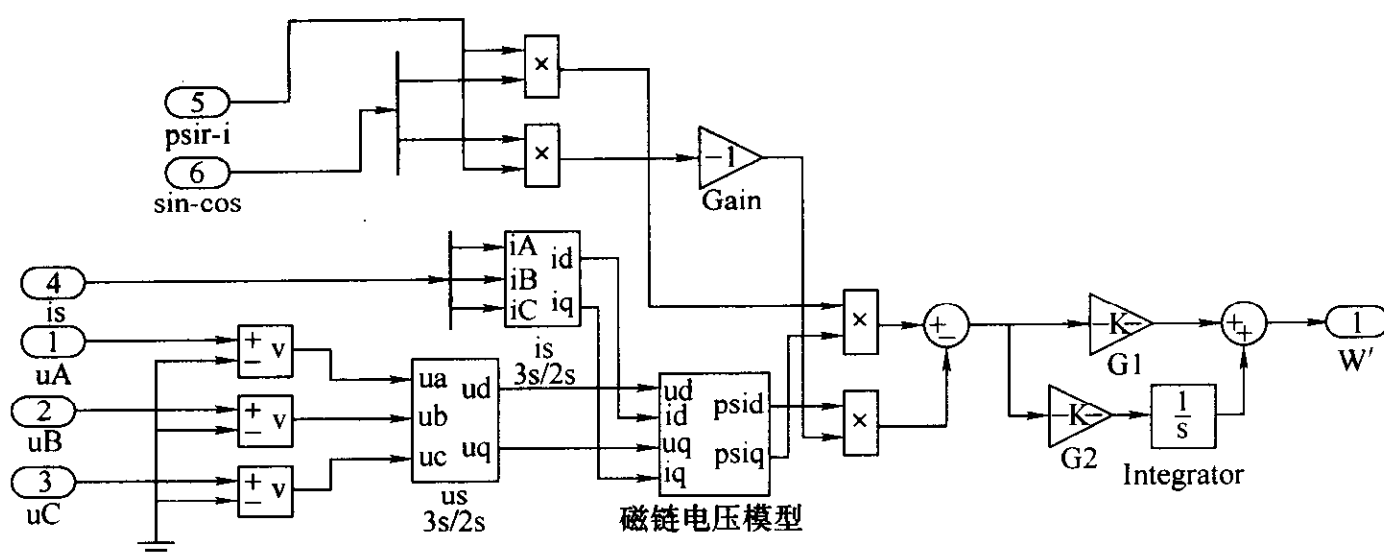 5
psir-i
6
sin-cos
×
×
−1
Gain
4
is
iA
iB
iC
id
iq
is
3s/2s
1
uA
2
uB
3
uC
+
−
v
+
−
v
+
−
v
ua
ub
uc
ud
uq
us
3s/2s
ud
id
uq
iq
psid
psiq
磁链电压模型
×
×
+
−
−K−
G1
−K−
G2
1
s
Integrator
+
+
1
W'